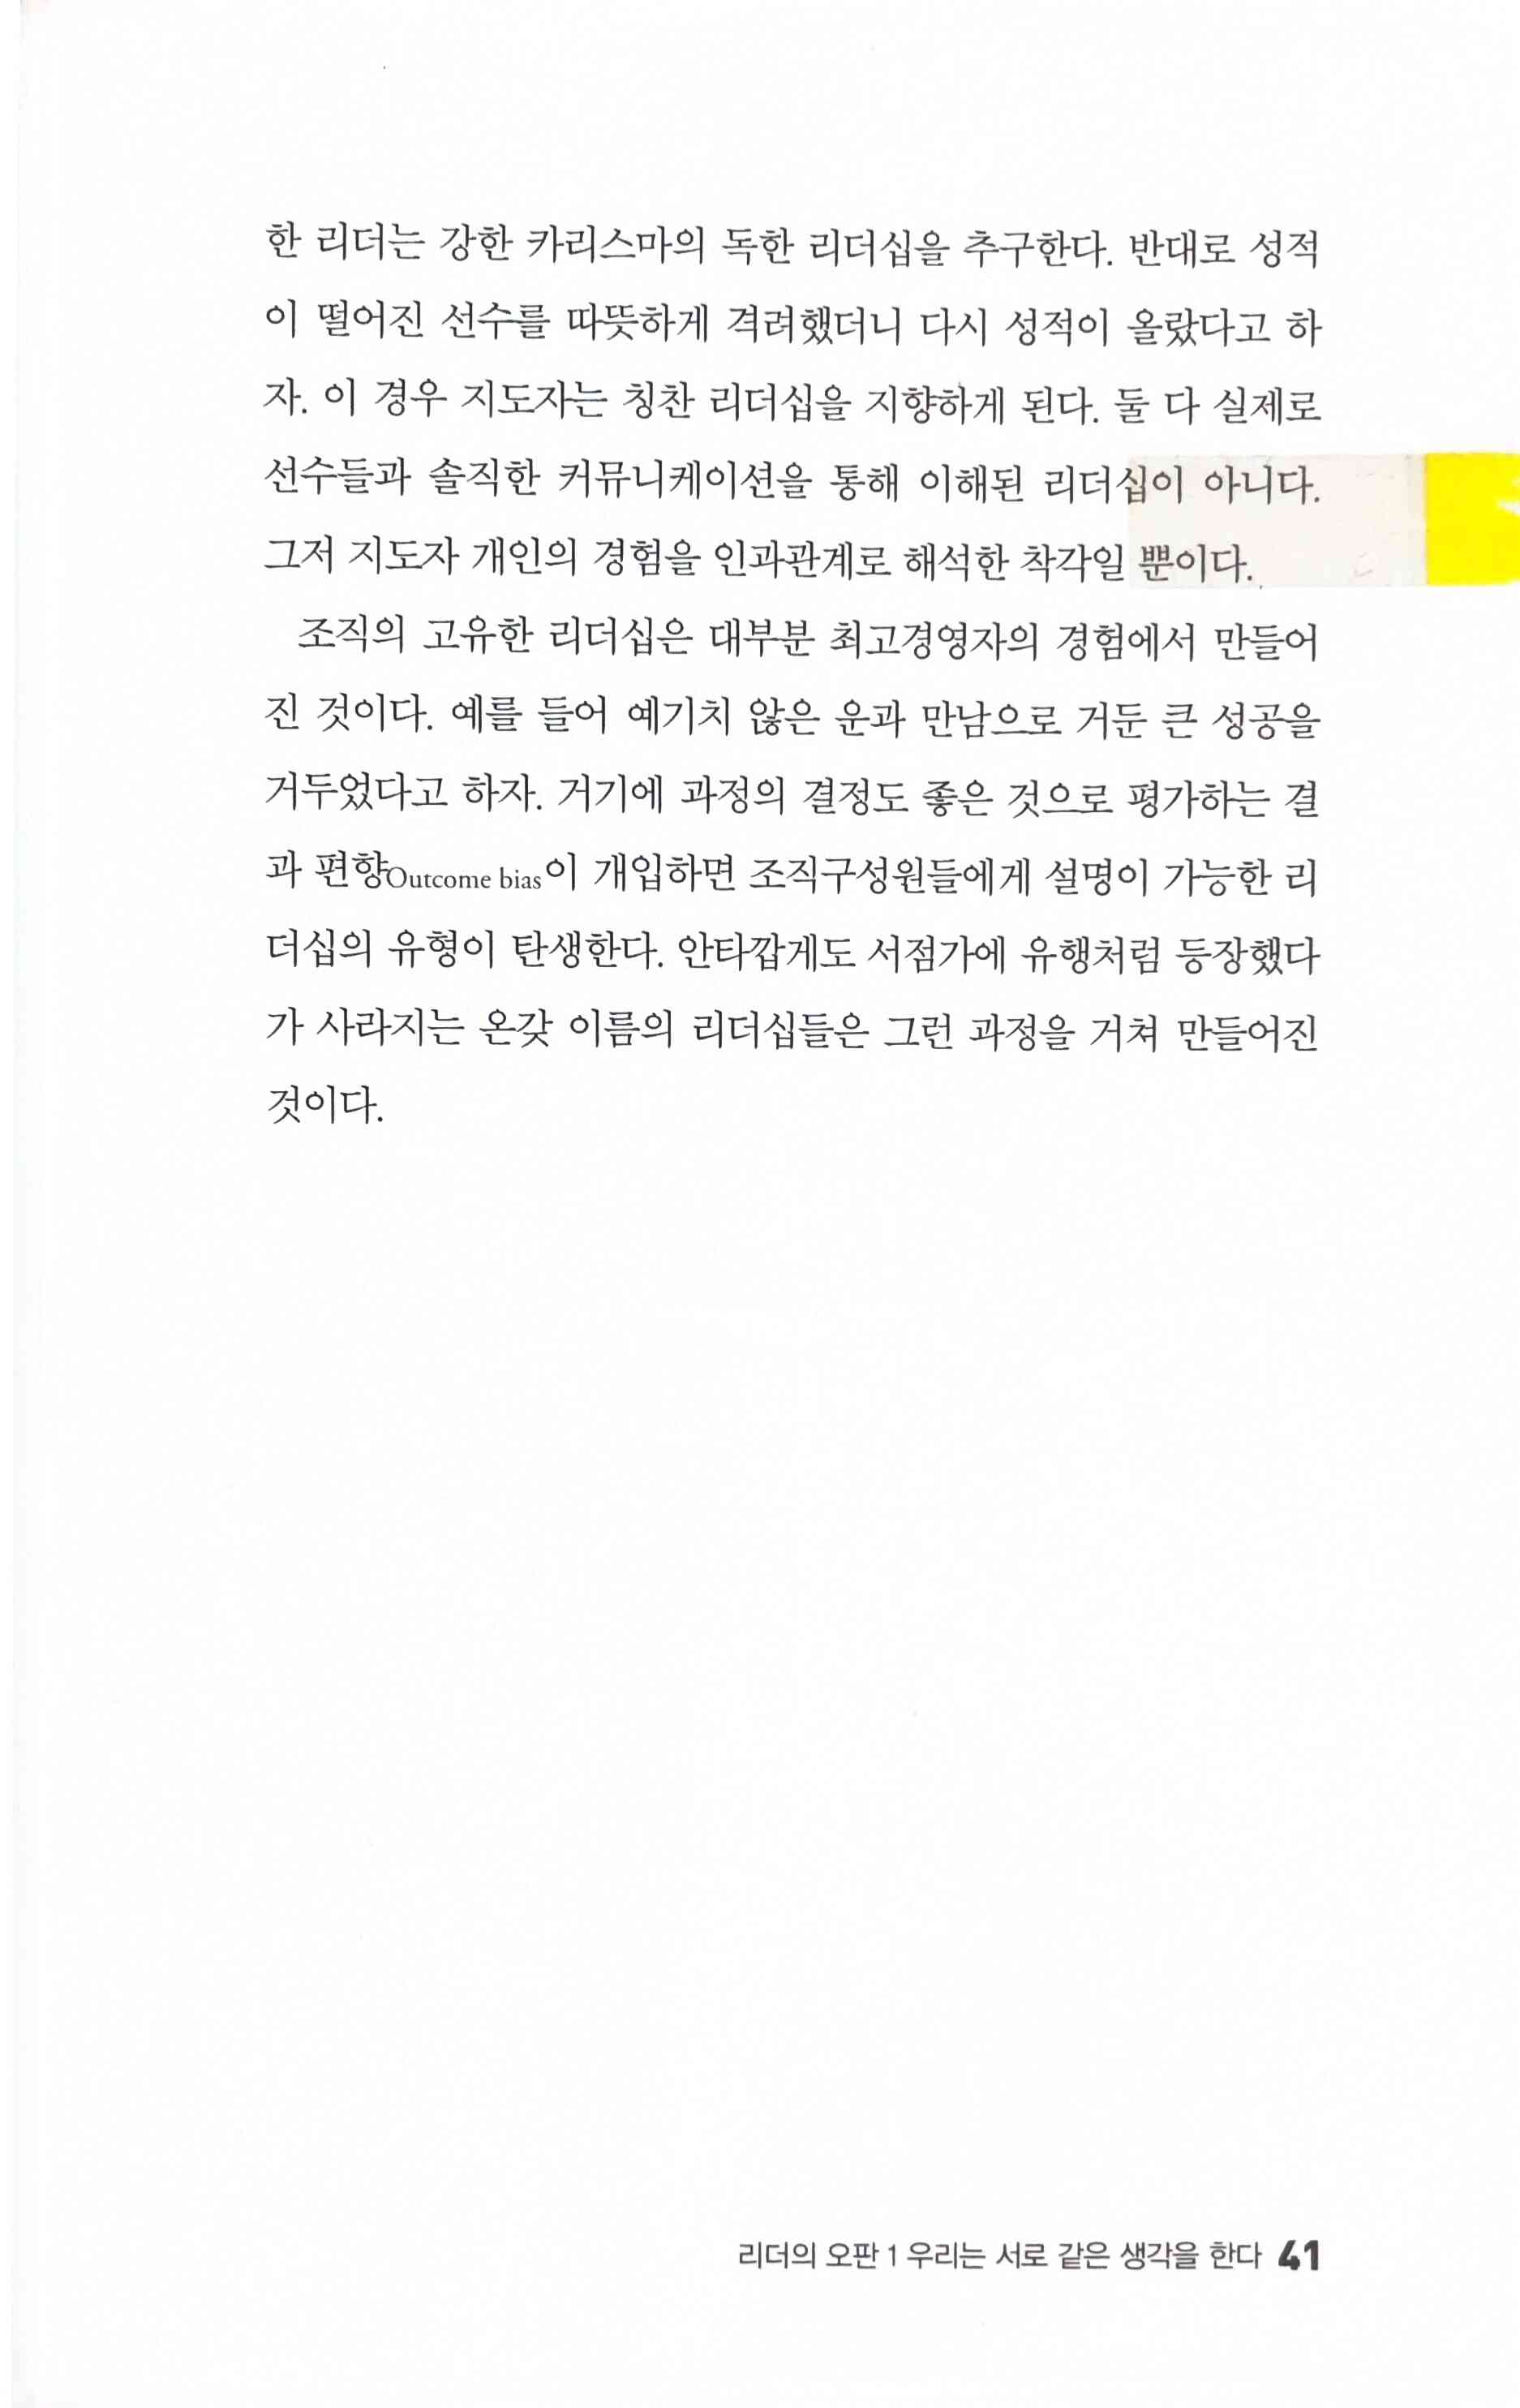 한 리더는 강한 카리스마의 독한 리더십을 추구한다. 반대로 성적
이 떨어진 선수를 따뜻하게 격려했더니 다시 성적이 올랐다고 하
자. 이 경우 지도자는 칭찬 리더십을 지향하게 된다. 둘 다 실제로
선수들과 솔직한 커뮤니케이션을 통해 이해된 리더십이 아니다.
그저 지도자 개인의 경험을 인과관계로 해석한 착각일 뿐이다.
조직의 고유한 리더십은 대부분 최고경영자의 경험에서 만들어
진 것이다. 예를 들어 예기치 않은 운과 만남으로 거둔 큰 성공을
거두었다고 하자. 거기에 과정의 결정도 좋은 것으로 평가하는 결
과 편향Outcome bias이 개입하면 조직구성원들에게 설명이 가능한 리
더십의 유형이 탄생한다. 안타깝게도 서점가에 유행처럼 등장했다
가 사라지는 온갖 이름의 리더십들은 그런 과정을 거쳐 만들어진
것이다.
리더의 오판 1 우리는 서로 같은 생각을 한다 41